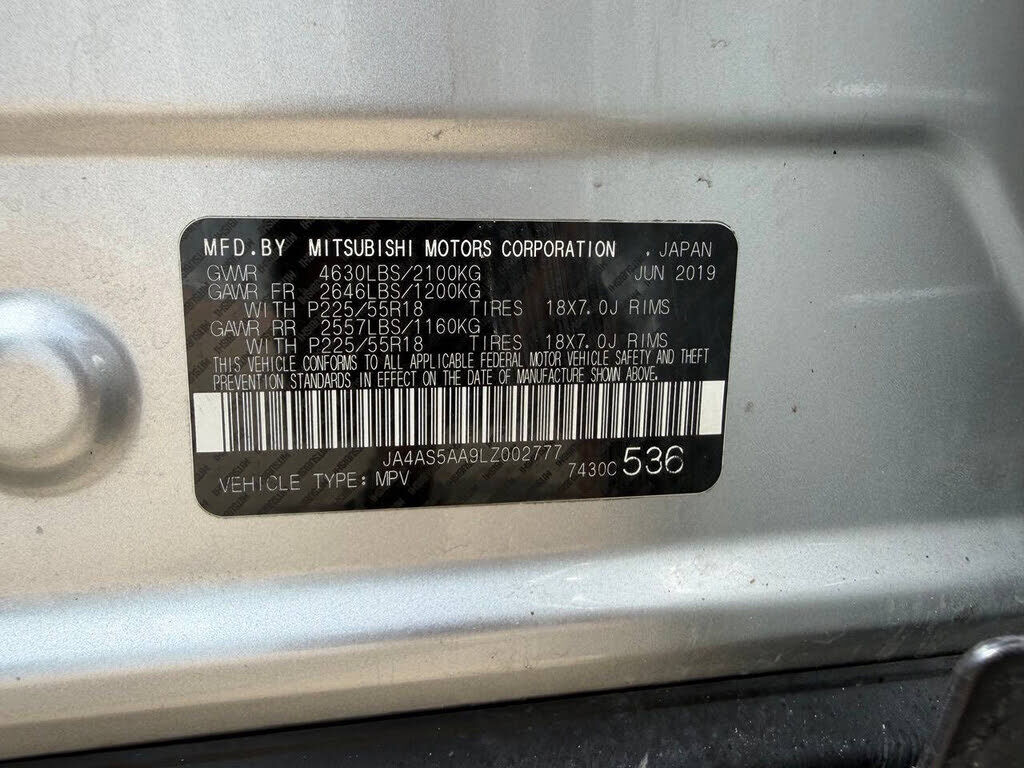 MFD.BY MITSUBISHI MOTORS CORPORATION , JAPAN
GVWR 4630LBS/2100KG JUN 2019
GAWR FR 2646LBS/1200KG
WITH P225/55R18 TIRES 18X7.0J RIMS
GAWR RR 2557LBS/1160KG
WITH P225/55R18 TIRES 18X7.0J RIMS
THIS VEHICLE CONFORMS TO ALL APPLICABLE FEDERAL MOTOR VEHICLE SAFETY AND THEFT
PREVENTION STANDARDS IN EFFECT ON THE DATE OF MANUFACTURE SHOWN ABOVE.
JA4AS5AA9LZ002777
7430C 536
VEHICLE TYPE: MPV